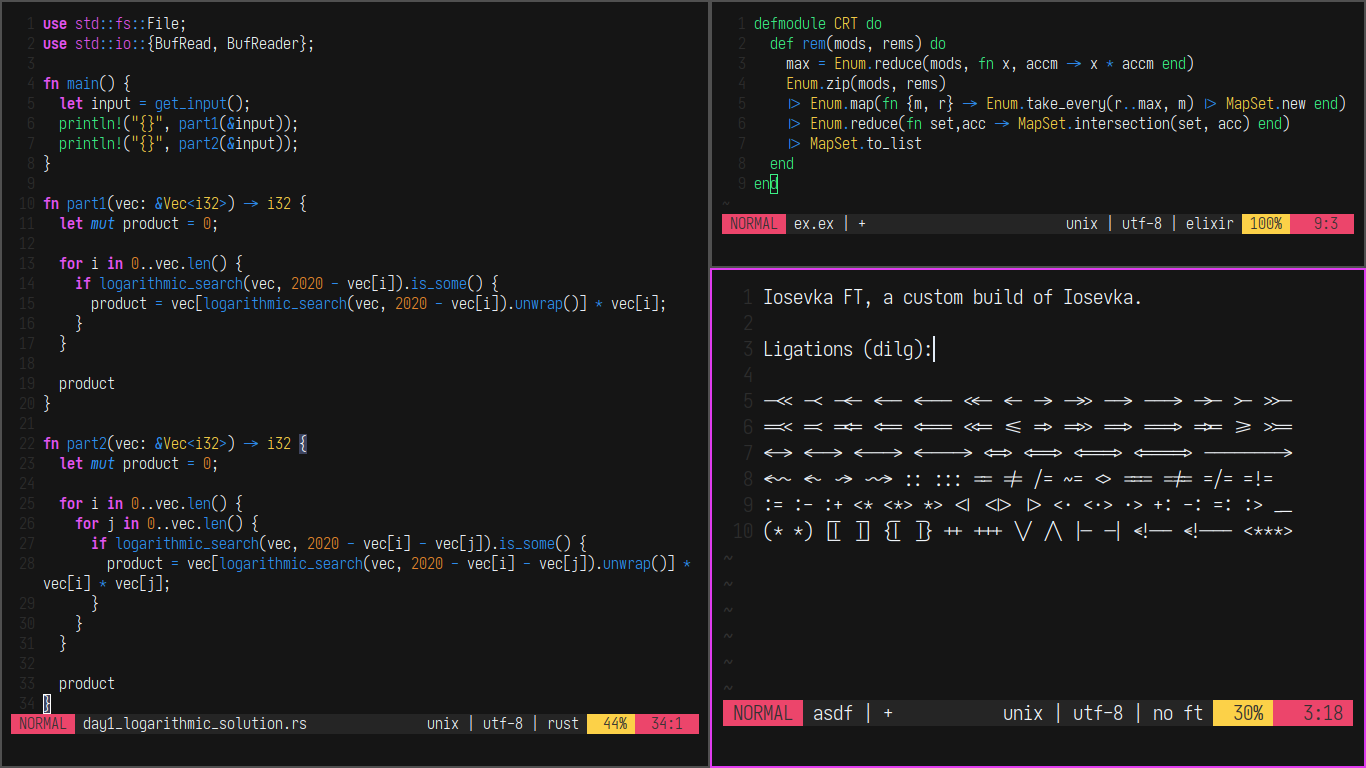 1 use std::fs::File;
2 use std::io::{BufRead, BufReader};
3
4 fn main() {
5   let input = get_input();
6   println!("{}", part1(&input));
7   println!("{}", part2(&input));
8 }
9
10 fn part1(vec: &Vec<i32>) -> i32 {
11   let mut product = 0;
12
13   for i in 0..vec.len() {
14     if logarithmic_search(vec, 2020 - vec[i]).is_some() {
15       product = vec[logarithmic_search(vec, 2020 - vec[i]).unwrap()] * vec[i];
16     }
17   }
18
19   product
20 }
21
22 fn part2(vec: &Vec<i32>) -> i32 {
23   let mut product = 0;
24
25   for i in 0..vec.len() {
26     for j in 0..vec.len() {
27       if logarithmic_search(vec, 2020 - vec[i] - vec[j]).is_some() {
28         product = vec[logarithmic_search(vec, 2020 - vec[i] - vec[j]).unwrap()] *
vec[i] * vec[j];
29       }
30     }
31   }
32
33   product
34 }
NORMAL day1_logarithmic_solution.rs unix | utf-8 | rust 44% 34:1
1 defmodule CRT do
2   def rem(mods, rems) do
3     max = Enum.reduce(mods, fn x, accm -> x * accm end)
4     Enum.zip(mods, rems)
5     |> Enum.map(fn {m, r} -> Enum.take_every(r..max, m) |> MapSet.new end)
6     |> Enum.reduce(fn set,acc -> MapSet.intersection(set, acc) end)
7     |> MapSet.to_list
8   end
9 end
~
NORMAL ex.ex | + unix | utf-8 | elixir 100% 9:3
1 Iosevka FT, a custom build of Iosevka.
2
3 Ligations (dilg):
4
5 -<< -< -<- <-- <--- <<- <- -> ->> --> ---> ->- >- >>-
6 =<< =< =<= <== <=== <<= <= => =>> ==> ===> =>= >= >>=
7 <-> <--> <---> <----> <=> <==> <===> <====> -------->
8 <~~ <~ ~> ~~> :: ::: == != /= ~= <> === !== =/= =!=
9 := :- :+ <* <*> *> <| <|> |> <. <.> .> +: -: =: :> __
10 (* *) [| |] {| |} ++ +++ \/ /\ |- -| <!-- <!--- <***>
~
~
~
~
~
~
NORMAL asdf | + unix | utf-8 | no ft 30% 3:18